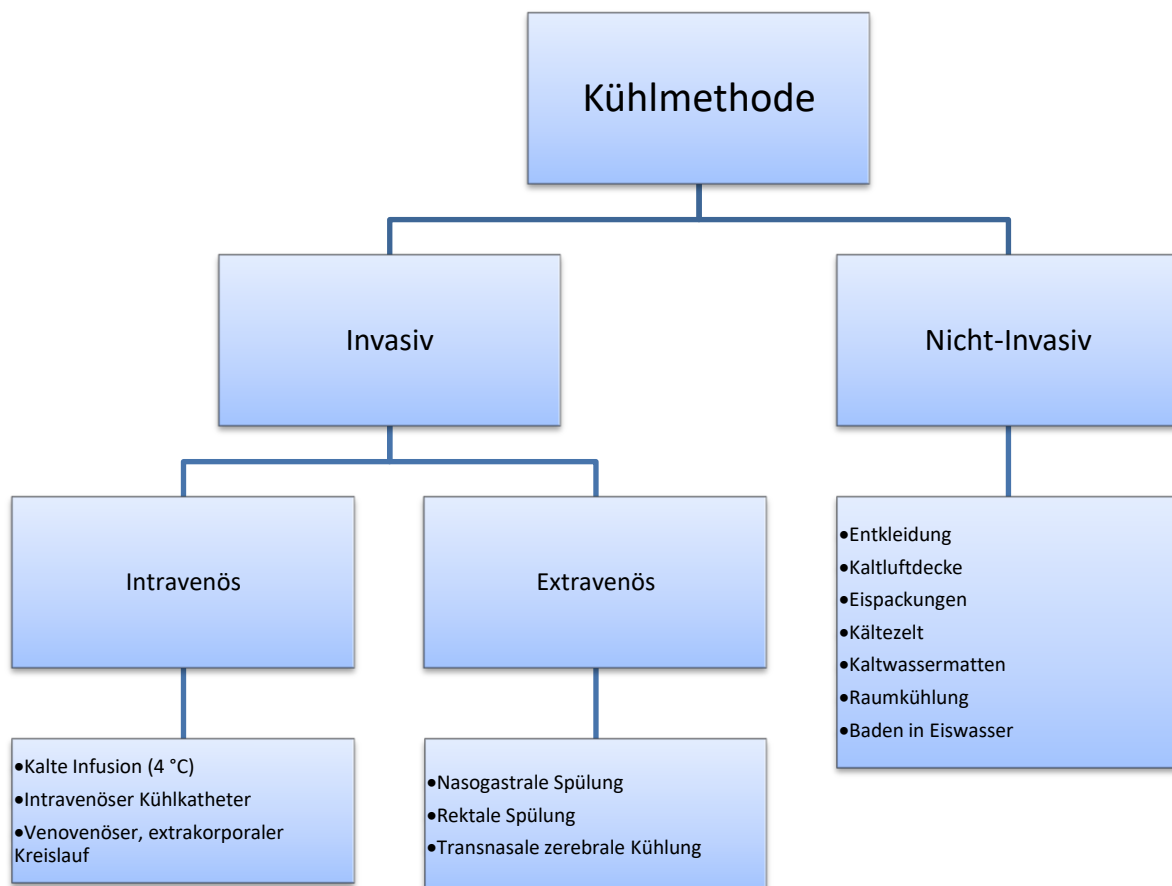 Kühlmethode
Invasiv
Nicht-Invasiv
Intravenös
Extravenös
•Entkleidung
•Kaltluftdecke
•Eispackungen
•Kältezelt
•Kaltwassermatten
•Raumkühlung
•Baden in Eiswasser
•Kalte Infusion (4 °C)
•Intravenöser Kühlkatheter
•Venovenöser, extrakorporaler
Kreislauf
•Nasogastrale Spülung
•Rektale Spülung
•Transnasale zerebrale Kühlung